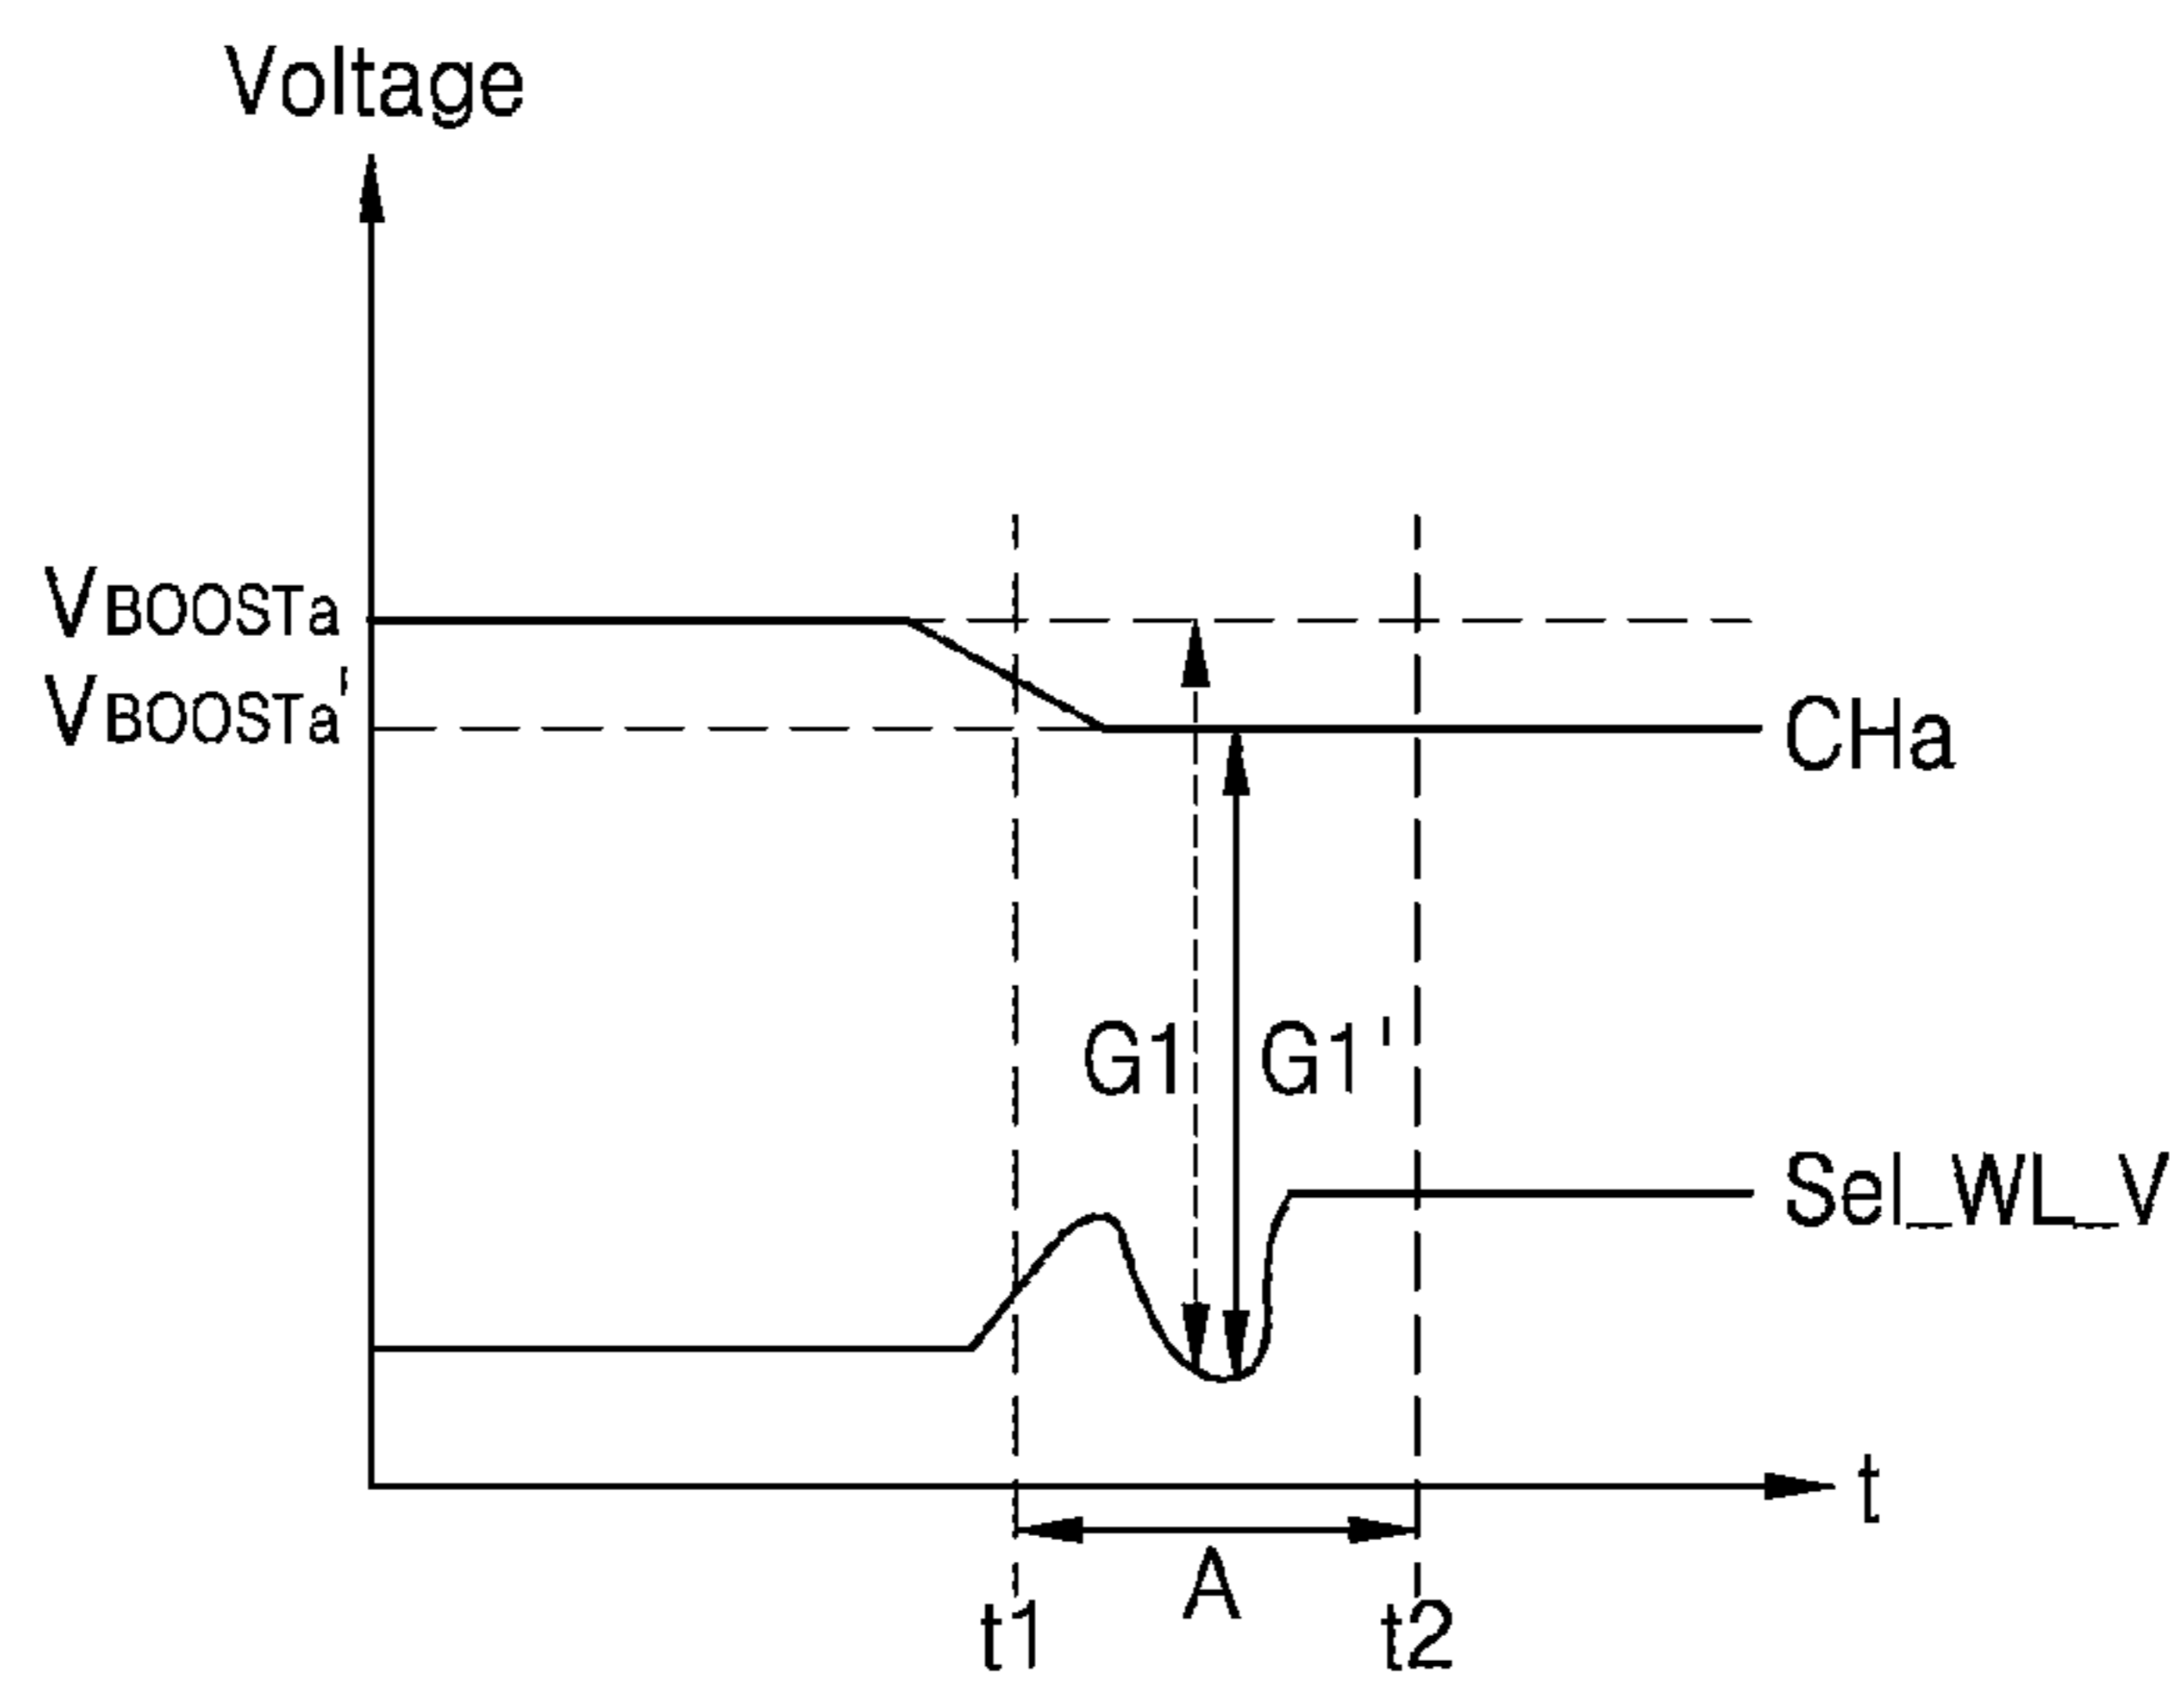 Voltage
VBOOSTa
VBOOSTa'
CHa
G1
G1'
Sel_WL_V
t
A
t1
t2